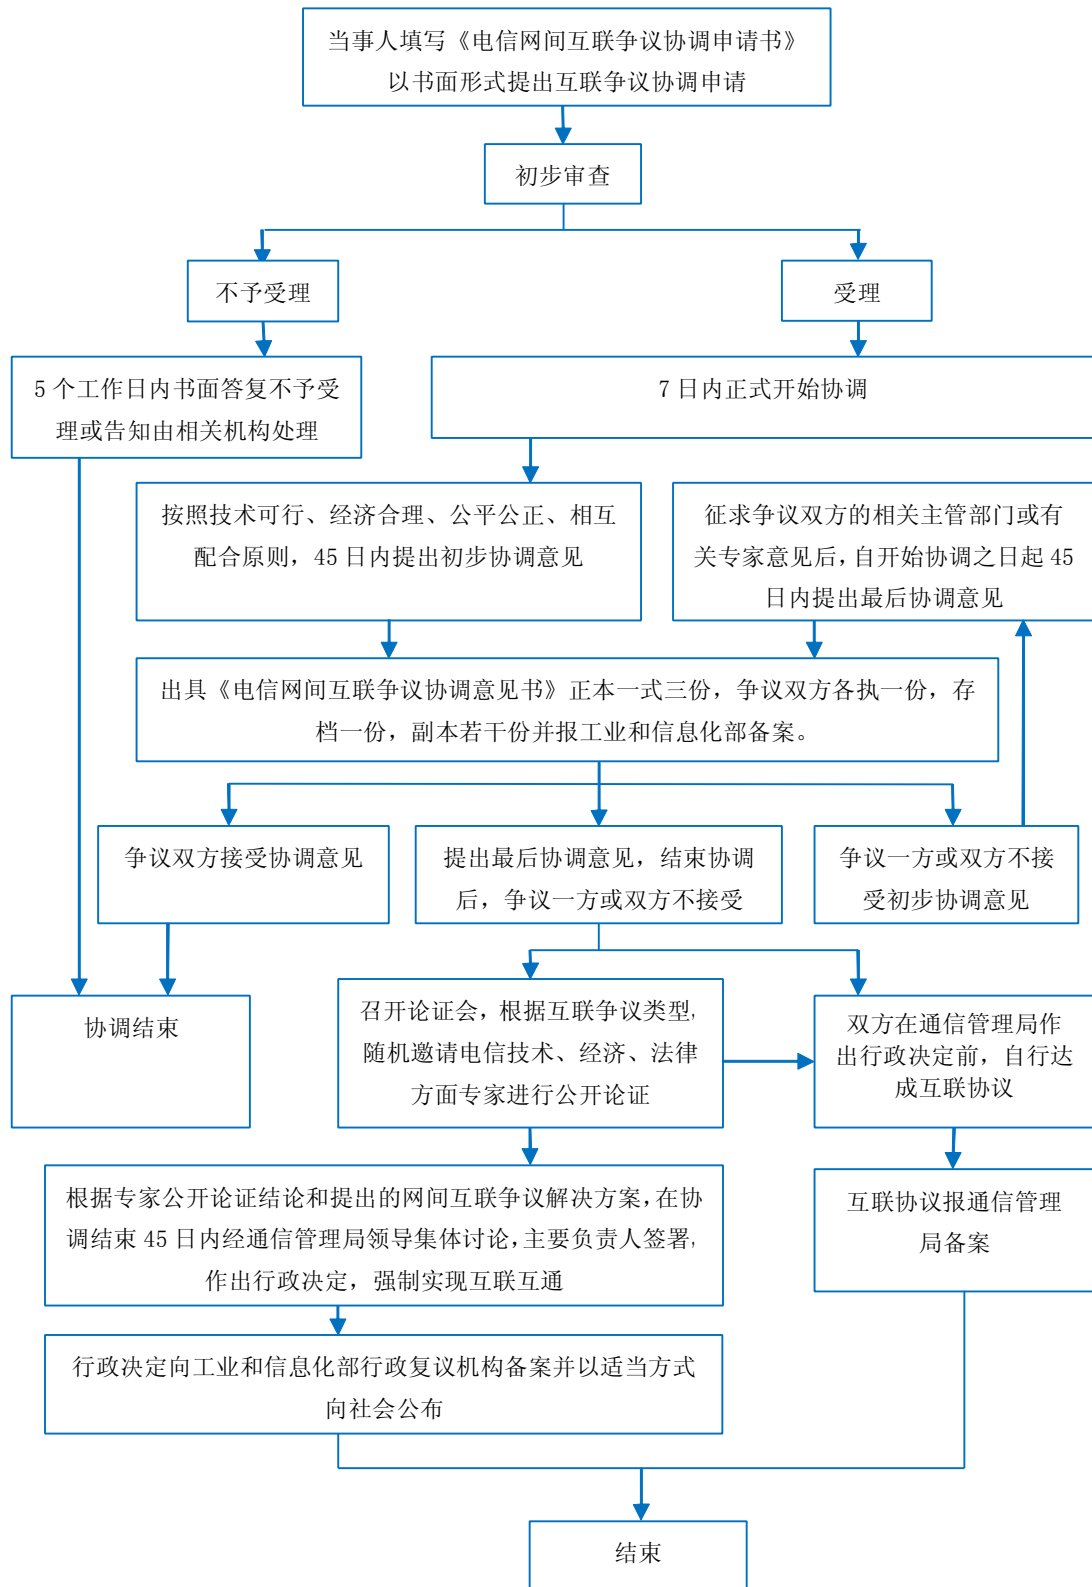 当事人填写《电信网间互联争议协调申请书》
以书面形式提出互联争议协调申请
初步审查
不予受理
受理
5 个工作日内书面答复不予受
理或告知由相关机构处理
7 日内正式开始协调
按照技术可行、经济合理、公平公正、相互
配合原则，45 日内提出初步协调意见
征求争议双方的相关主管部门或有
关专家意见后，自开始协调之日起 45
日内提出最后协调意见
出具《电信网间互联争议协调意见书》正本一式三份，争议双方各执一份，存
档一份，副本若干份并报工业和信息化部备案。
争议双方接受协调意见
提出最后协调意见，结束协调
后，争议一方或双方不接受
争议一方或双方不接
受初步协调意见
协调结束
召开论证会，根据互联争议类型，
随机邀请电信技术、经济、法律
方面专家进行公开论证
双方在通信管理局作
出行政决定前，自行达
成互联协议
根据专家公开论证结论和提出的网间互联争议解决方案，在协
调结束 45 日内经通信管理局领导集体讨论，主要负责人签署，
作出行政决定，强制实现互联互通
互联协议报通信管理
局备案
行政决定向工业和信息化部行政复议机构备案并以适当方式
向社会公布
结束